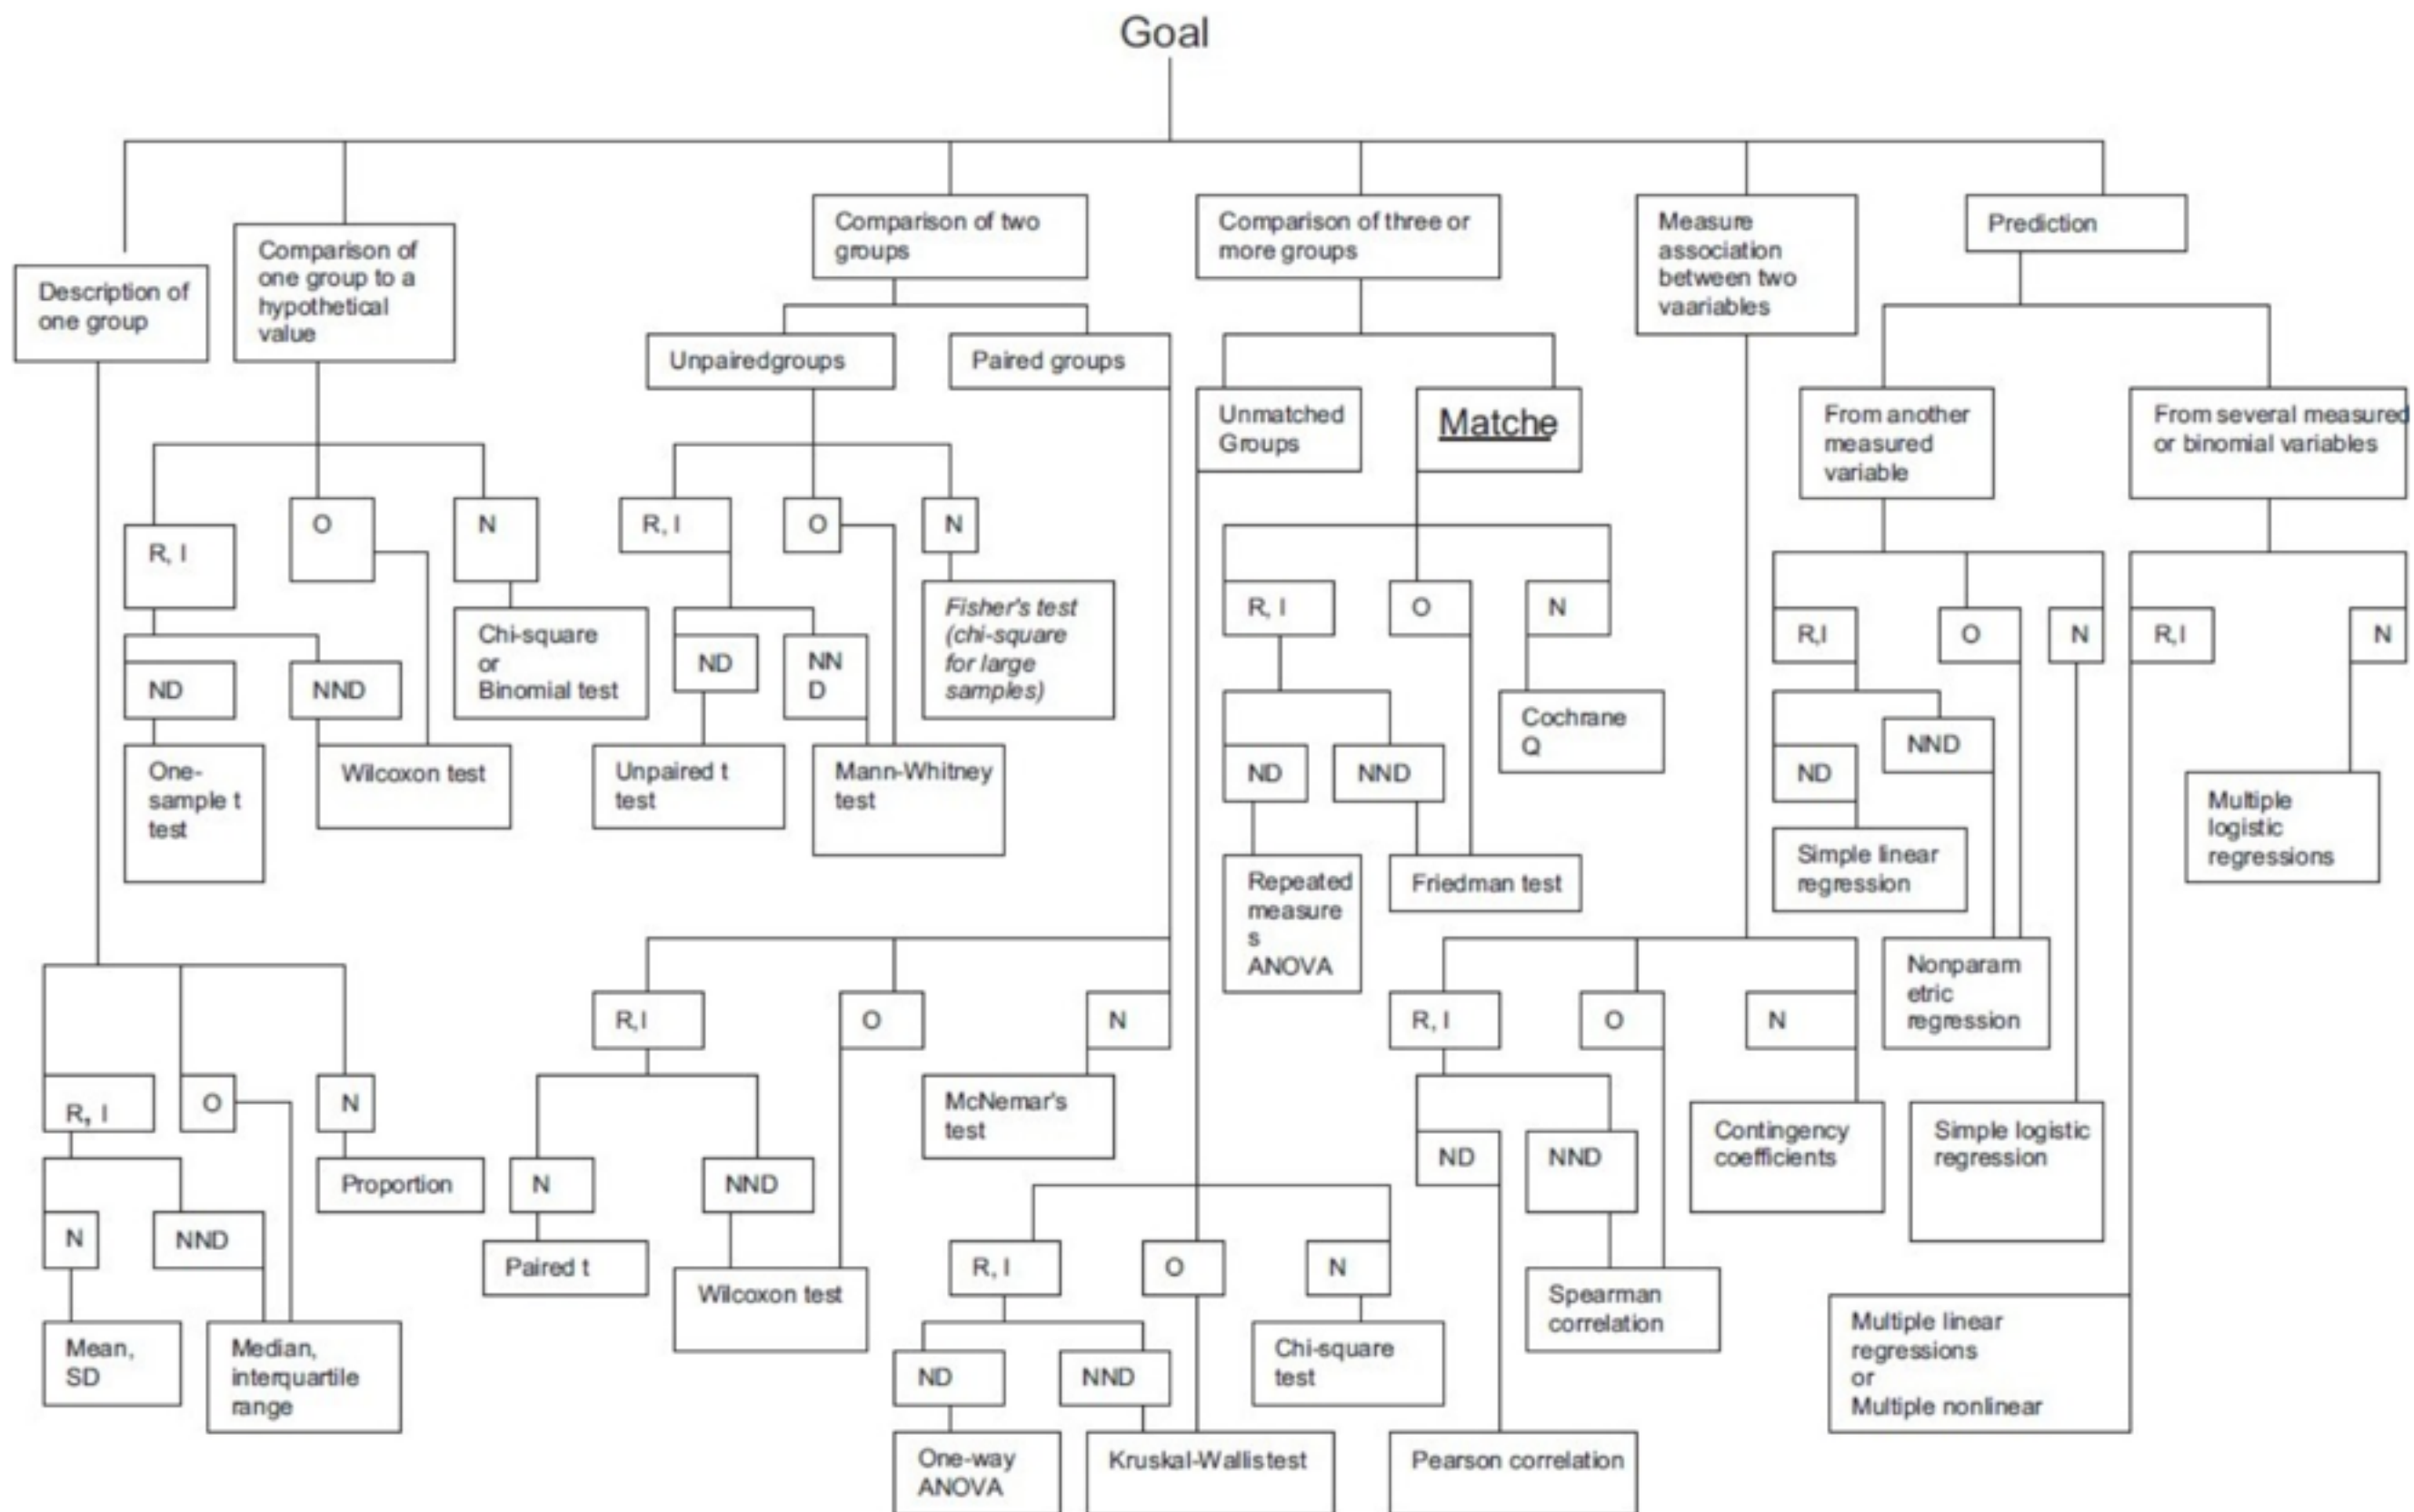 Goal
Description of
one group
Comparison of
one group to a
hypothetical
value
Comparison of two
groups
Comparison of three or
more groups
Measure
association
between two
vaariables
Prediction
Unpairedgroups
Paired groups
Unmatched
Groups
Matche
From another
measured
variable
From several measured
or binomial variables
R, I
O
N
ND
NND
One-
sample t
test
Wilcoxon test
Chi-square
or
Binomial test
R, I
O
N
ND
NN
D
Unpaired t
test
Mann-Whitney
test
Fisher's test
(chi-square
for large
samples)
R, I
O
N
ND
NND
Repeated
measure
s
ANOVA
Friedman test
Cochrane
Q
R,I
O
N
ND
NND
Simple linear
regression
Nonparam
etric
regression
Simple logistic
regression
R,I
N
Multiple
logistic
regressions
Multiple linear
regressions
or
Multiple nonlinear
R, I
O
N
N
NND
Mean,
SD
Median,
interquartile
range
Proportion
R,I
O
N
N
NND
Paired t
Wilcoxon test
McNemar's
test
R, I
O
N
ND
NND
One-way
ANOVA
Kruskal-Wallistest
Chi-square
test
R, I
O
N
ND
NND
Pearson correlation
Spearman
correlation
Contingency
coefficients